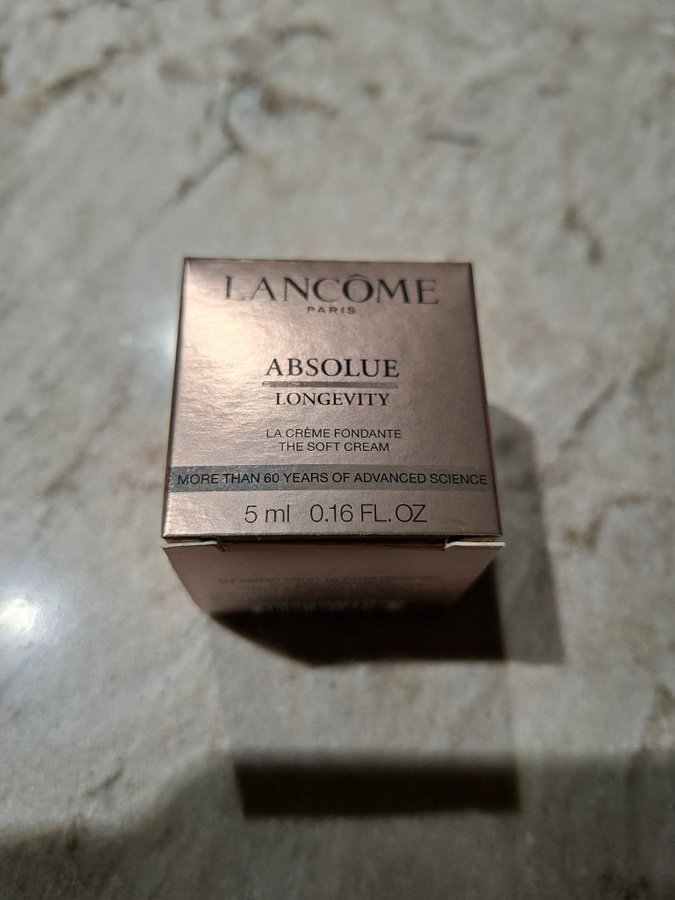 LANCÔME
PARIS
ABSOLUE
LONGEVITY
LA CRÈME FONDANTE
THE SOFT CREAM
MORE THAN 60 YEARS OF ADVANCED SCIENCE
5 ml 0.16 FL. OZ